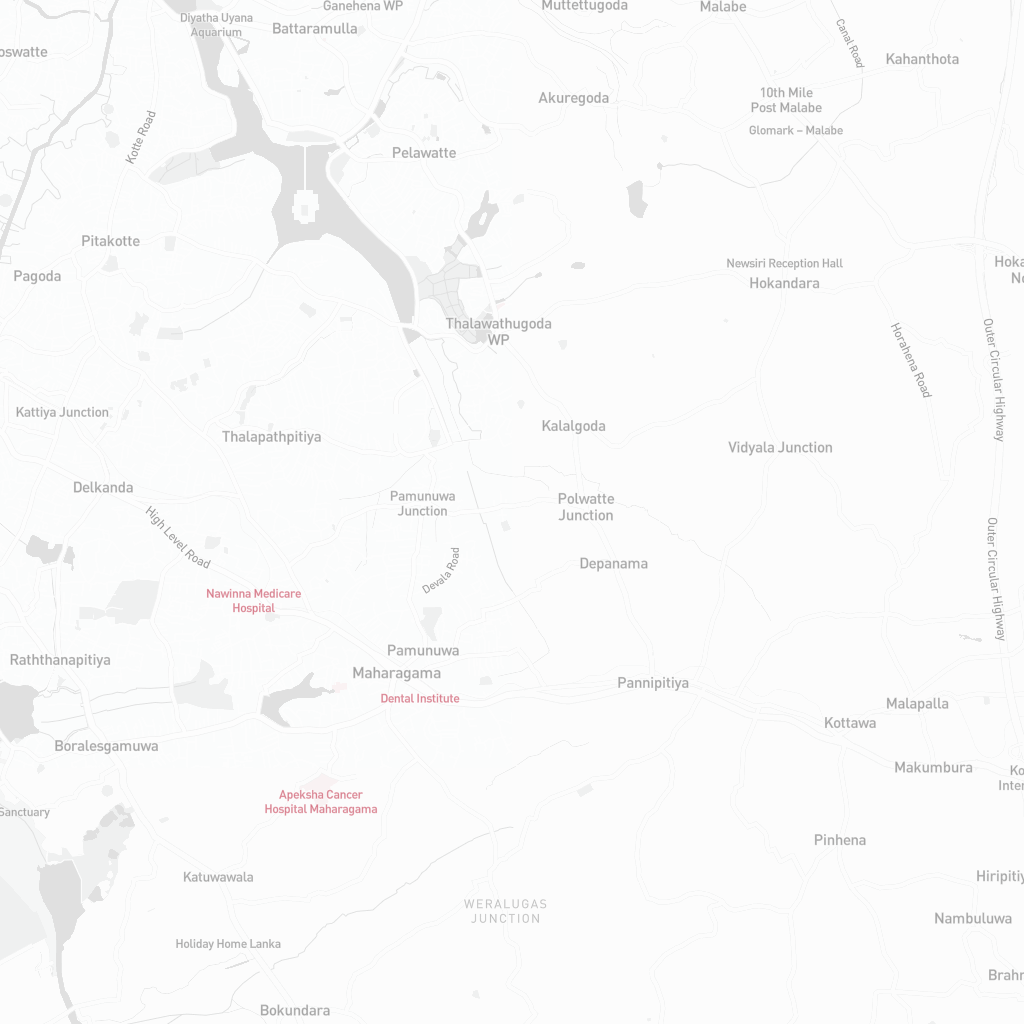 Ganehena WP
Muttettugoda
Malabe
Diyatha Uyana
Aquarium
Battaramulla
Canal Road
Kahanthota
10th Mile
Post Malabe
Akuregoda
Glomark – Malabe
Kotte Road
Pelawatte
Pitakotte
Pagoda
Newsiri Reception Hall
Hokandara
Thalawathugoda
WP
Outer Circular Highway
Horahena Road
Kattiya Junction
Kalalgoda
Thalapathpitiya
Vidyala Junction
Delkanda
Pamunuwa
Junction
Polwatte
Junction
High Level Road
Outer Circular Highway
Devala Road
Depanama
Nawinna Medicare
Hospital
Pamunuwa
Raththanapitiya
Maharagama
Dental Institute
Pannipitiya
Malapalla
Kottawa
Boralesgamuwa
Makumbura
Apeksha Cancer
Hospital Maharagama
Sanctuary
Pinhena
Katuwawala
WERALUGAS
JUNCTION
Nambuluwa
Holiday Home Lanka
Bokundara